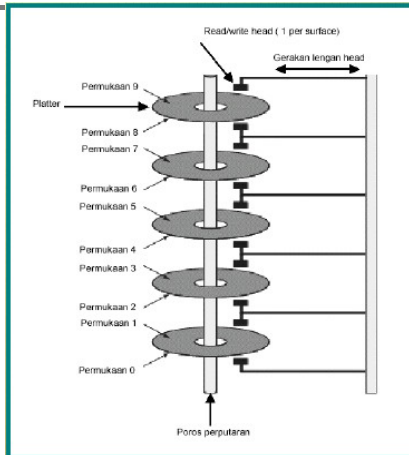 Read/write head ( 1 per surface)
Gerakan lengan head
Permukaan 9
Platter
Permukaan 8
Permukaan 7
Permukaan 6
Permukaan 5
Permukaan 4
Permukaan 3
Permukaan 2
Permukaan 1
Permukaan 0
Poros perputaran